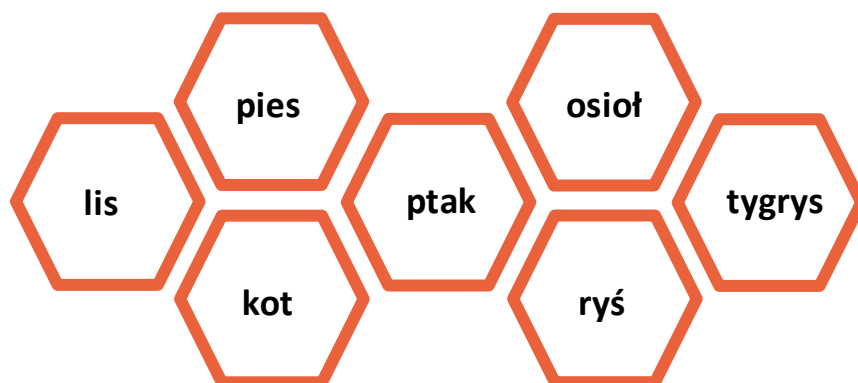 pies
osioł
lis
ptak
tygrys
kot
ryś